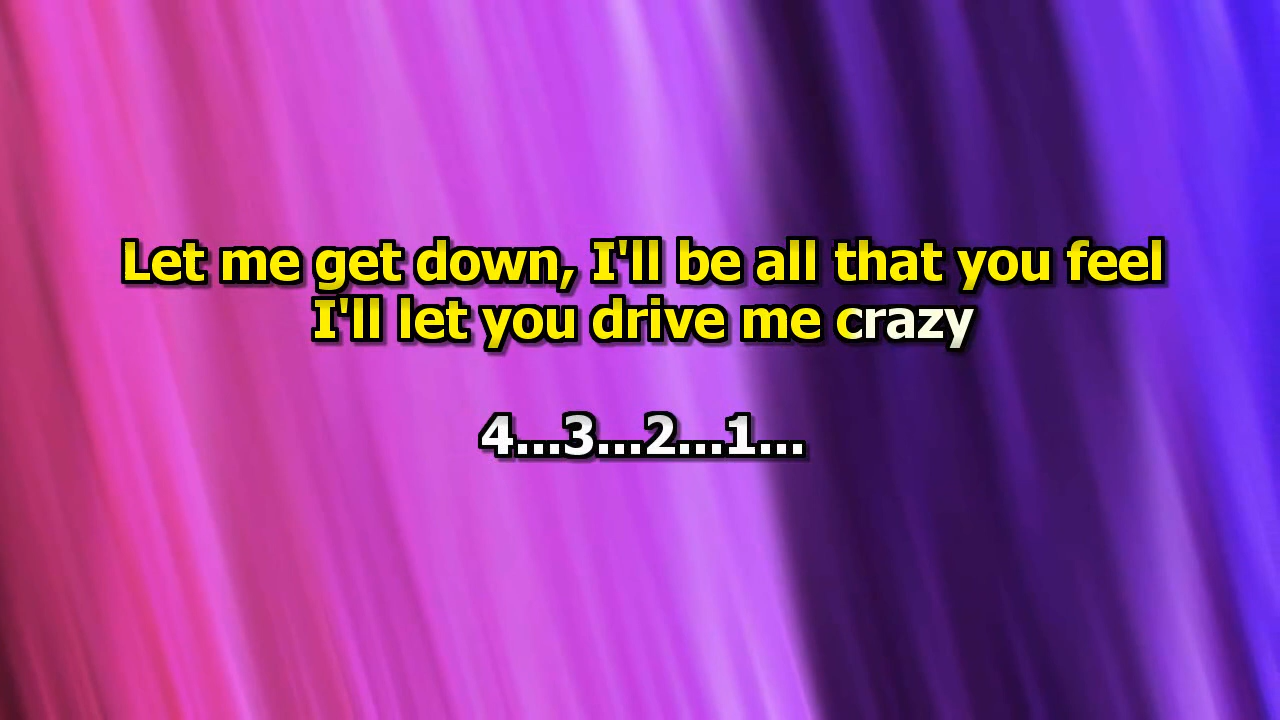 Let me get down, I'll be all that you feel
I'll let you drive me crazy
4...3...2...1...